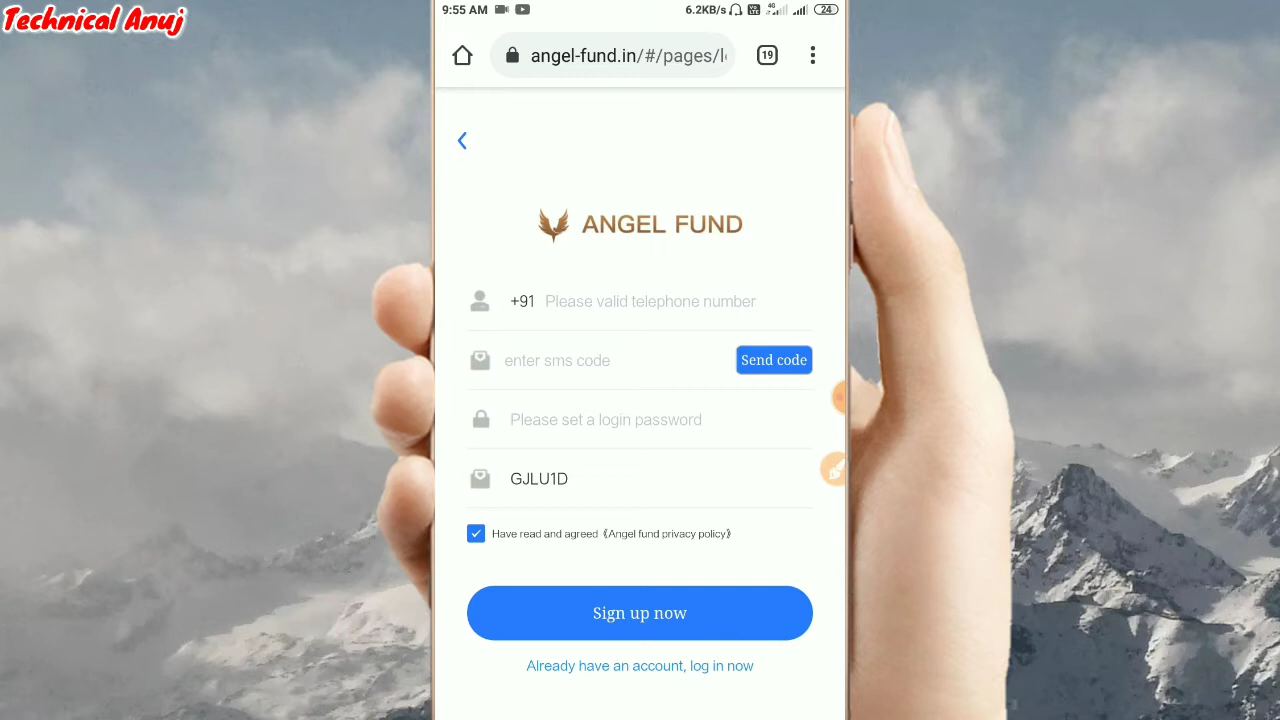 Technical Anuj
9:55 AM 6.2KB/s 4G 24
angel-fund.in/#/pages/l 19
ANGEL FUND
+91 Please valid telephone number
enter sms code Send code
Please set a login password
GJLU1D
Have read and agreed《Angel fund privacy policy》
Sign up now
Already have an account, log in now